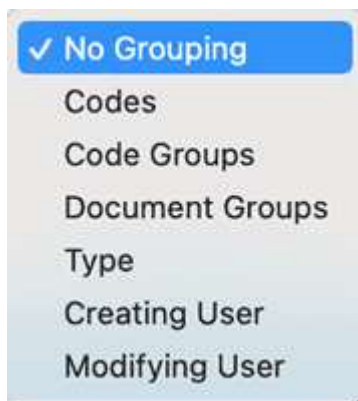 ✓ No Grouping
Codes
Code Groups
Document Groups
Type
Creating User
Modifying User